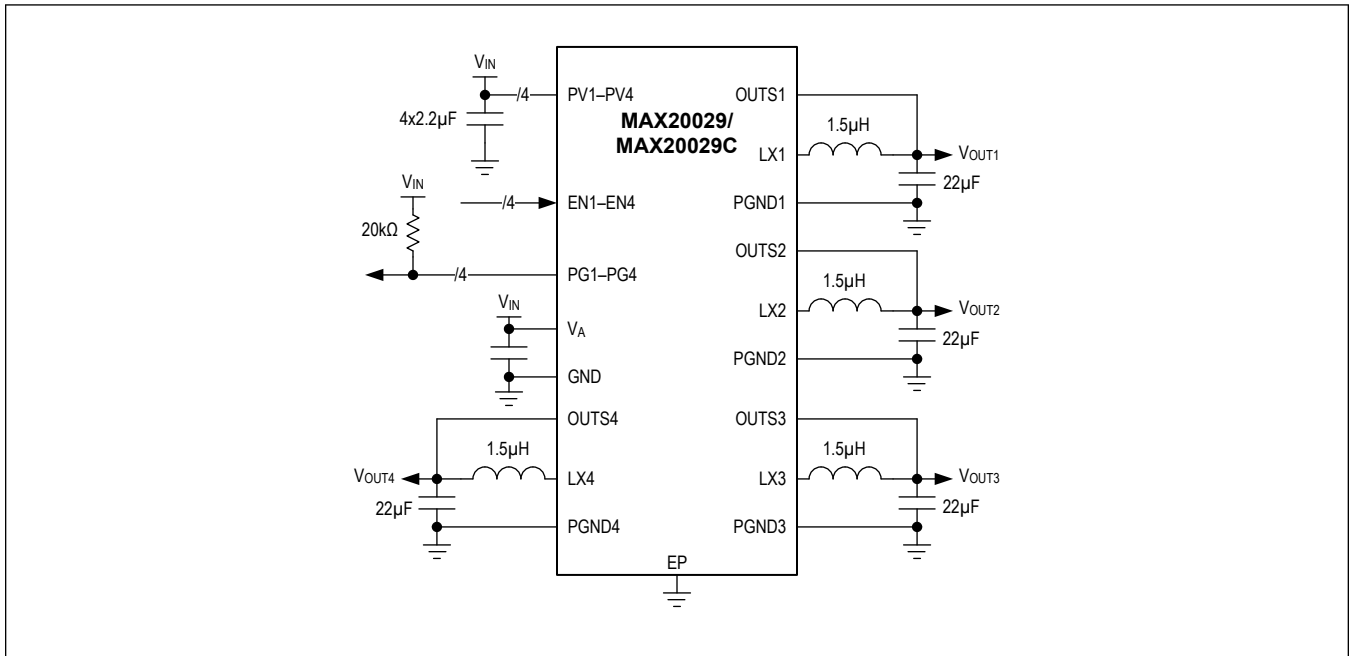 VIN
/4
PV1–PV4
4x2.2µF
VIN
/4
EN1–EN4
20kΩ
/4
PG1–PG4
VIN
VA
GND
OUTS4
1.5µH
VOUT4
LX4
22µF
PGND4
EP
MAX20029/
MAX20029C
OUTS1
1.5µH
LX1
VOUT1
22µF
PGND1
OUTS2
1.5µH
LX2
VOUT2
22µF
PGND2
OUTS3
1.5µH
LX3
VOUT3
22µF
PGND3